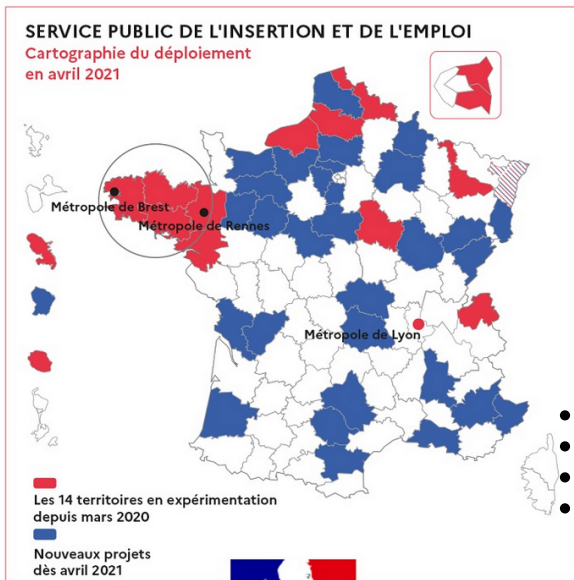 SERVICE PUBLIC DE L'INSERTION ET DE L'EMPLOI
Cartographie du déploiement
en avril 2021
Métropole de Brest
Métropole de Rennes
Métropole de Lyon
Les 14 territoires en expérimentation
depuis mars 2020
Nouveaux projets
dès avril 2021